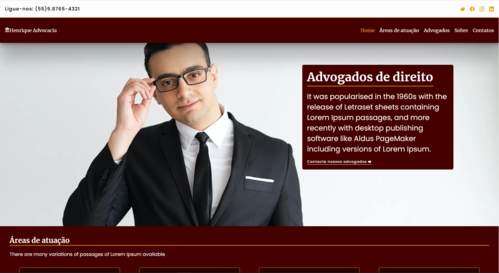 Ligue-nos: (55)9.8765-4321
Henrique Advocacia
Home Áreas de atuação Advogados Sobre Contatos
Advogados de direito
It was popularised in the 1960s with the
release of Letraset sheets containing
Lorem Ipsum passages, and more
recently with desktop publishing
software like Aldus PageMaker
including versions of Lorem Ipsum.
Contacte nossos advogados
Áreas de atuação
There are many variations of passages of Lorem Ipsum available